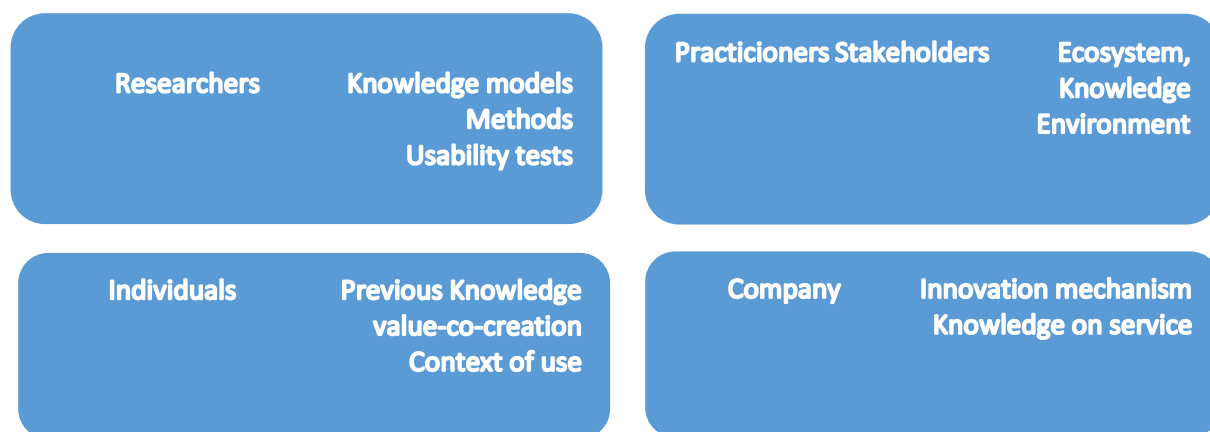 Researchers Knowledge models
Methods
Usability tests
Practicioners Stakeholders Ecosystem,
Knowledge
Environment
Individuals Previous Knowledge
value-co-creation
Context of use
Company Innovation mechanism
Knowledge on service